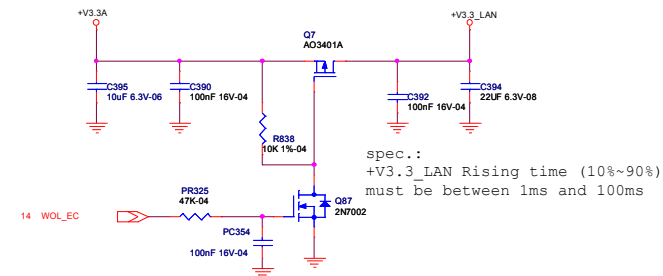 +V3.3A
+V3.3_LAN
Q7
AO3401A
C395
10uF 6.3V-06
C390
100nF 16V-04
C392
100nF 16V-04
C394
22UF 6.3V-08
R838
10K 1%-04
spec.:
+V3.3_LAN Rising time (10%~90%)
must be between 1ms and 100ms
PR325
47K-04
Q87
2N7002
14 WOL_EC
PC354
100nF 16V-04